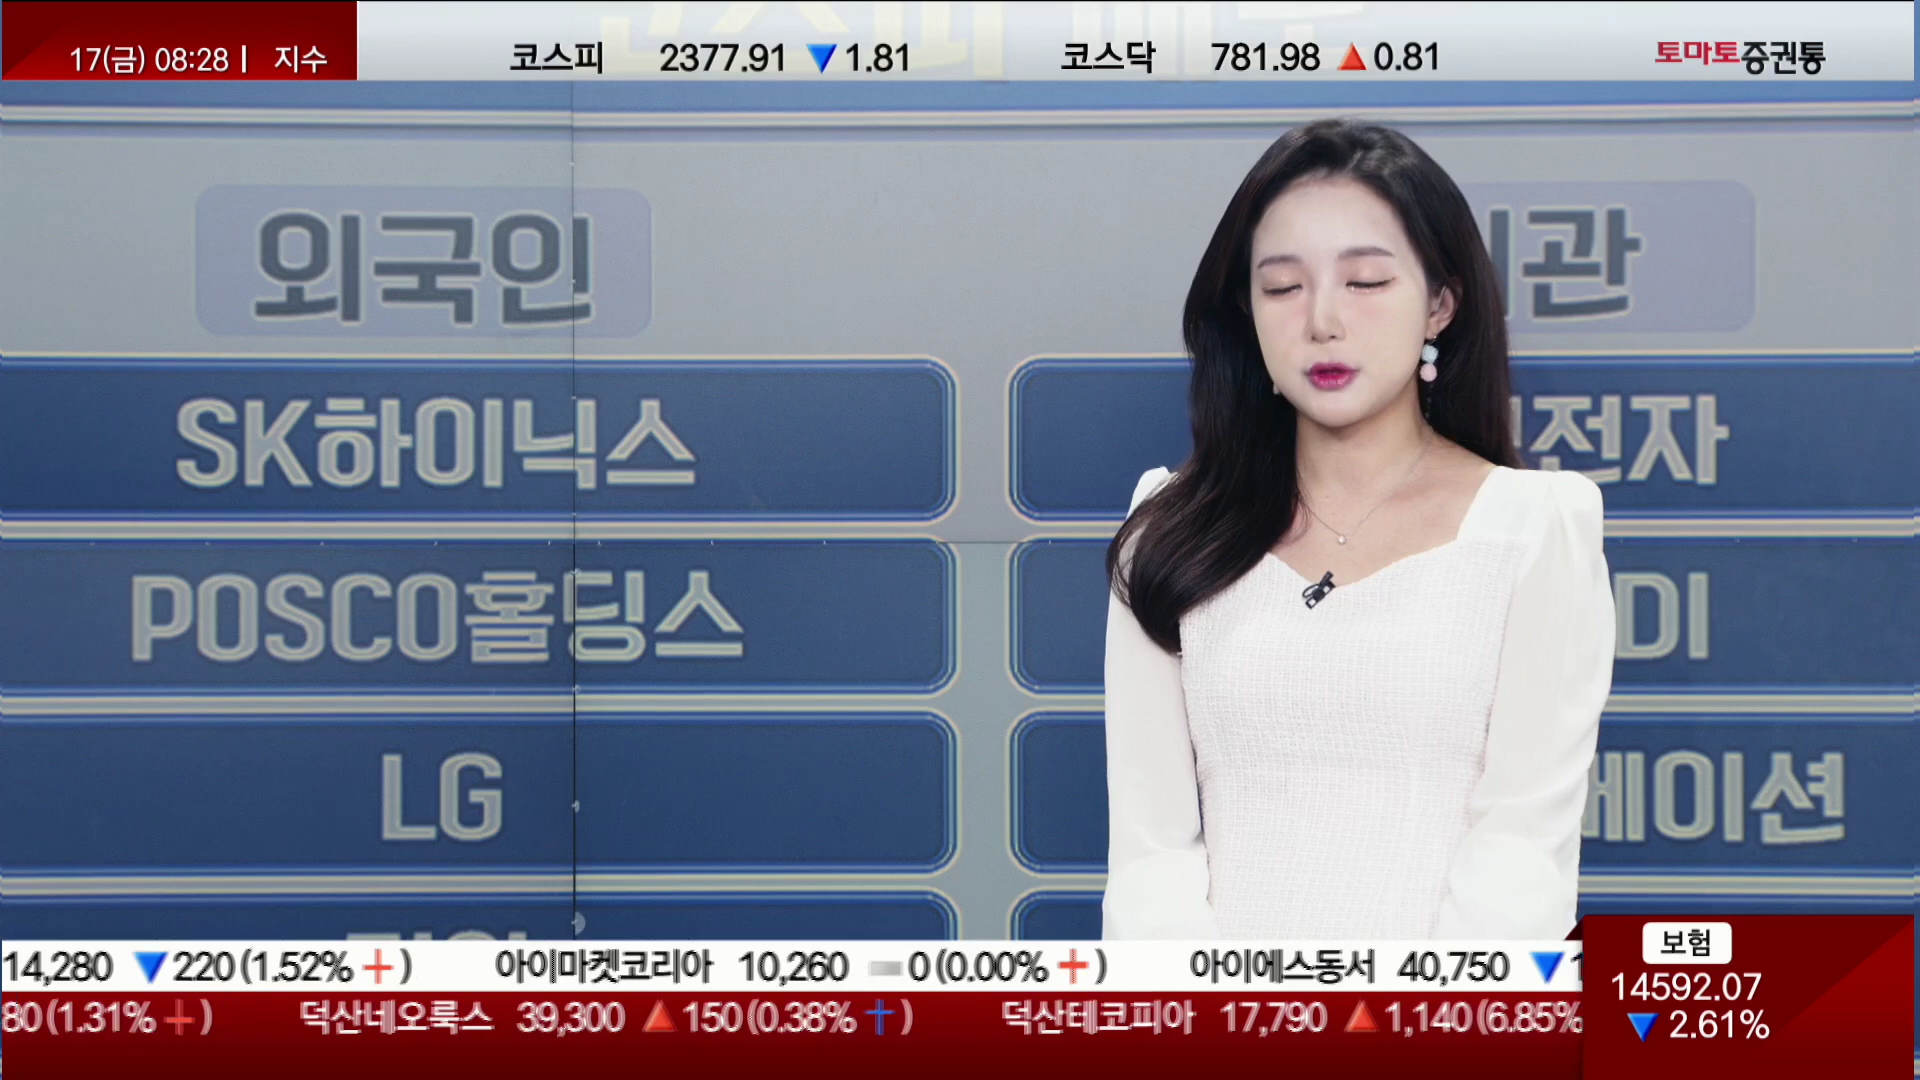 17(금) 08:28 | 지수 코스피 2377.91 ▼ 1.81 코스닥 781.98 ▲ 0.81 토마토증권통
외국인 관
SK하이닉스 전자
POSCO홀딩스 DI
LG 에이션
14,280 ▼ 220 (1.52% + ) 아이마켓코리아 10,260 0 (0.00% + ) 아이에스동서 40,750 ▼ 1
80 (1.31% + ) 덕산네오룩스 39,300 ▲ 150 (0.38% + ) 덕산테코피아 17,790 ▲ 1,140 (6.85%
보험
14592.07
▼ 2.61%